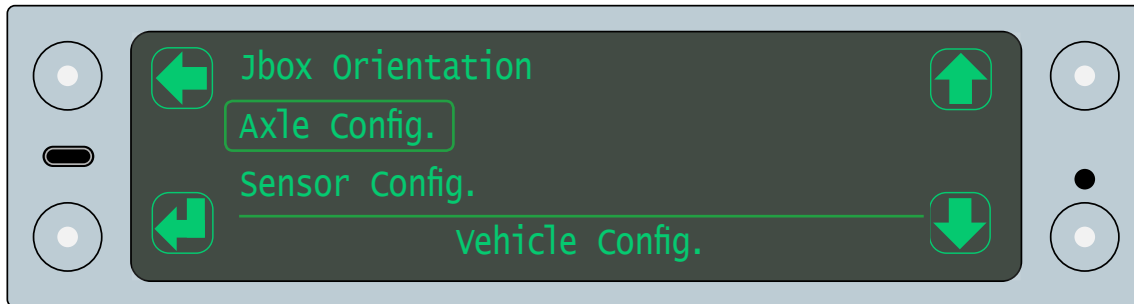 Jbox Orientation
Axle Config.
Sensor Config.
Vehicle Config.